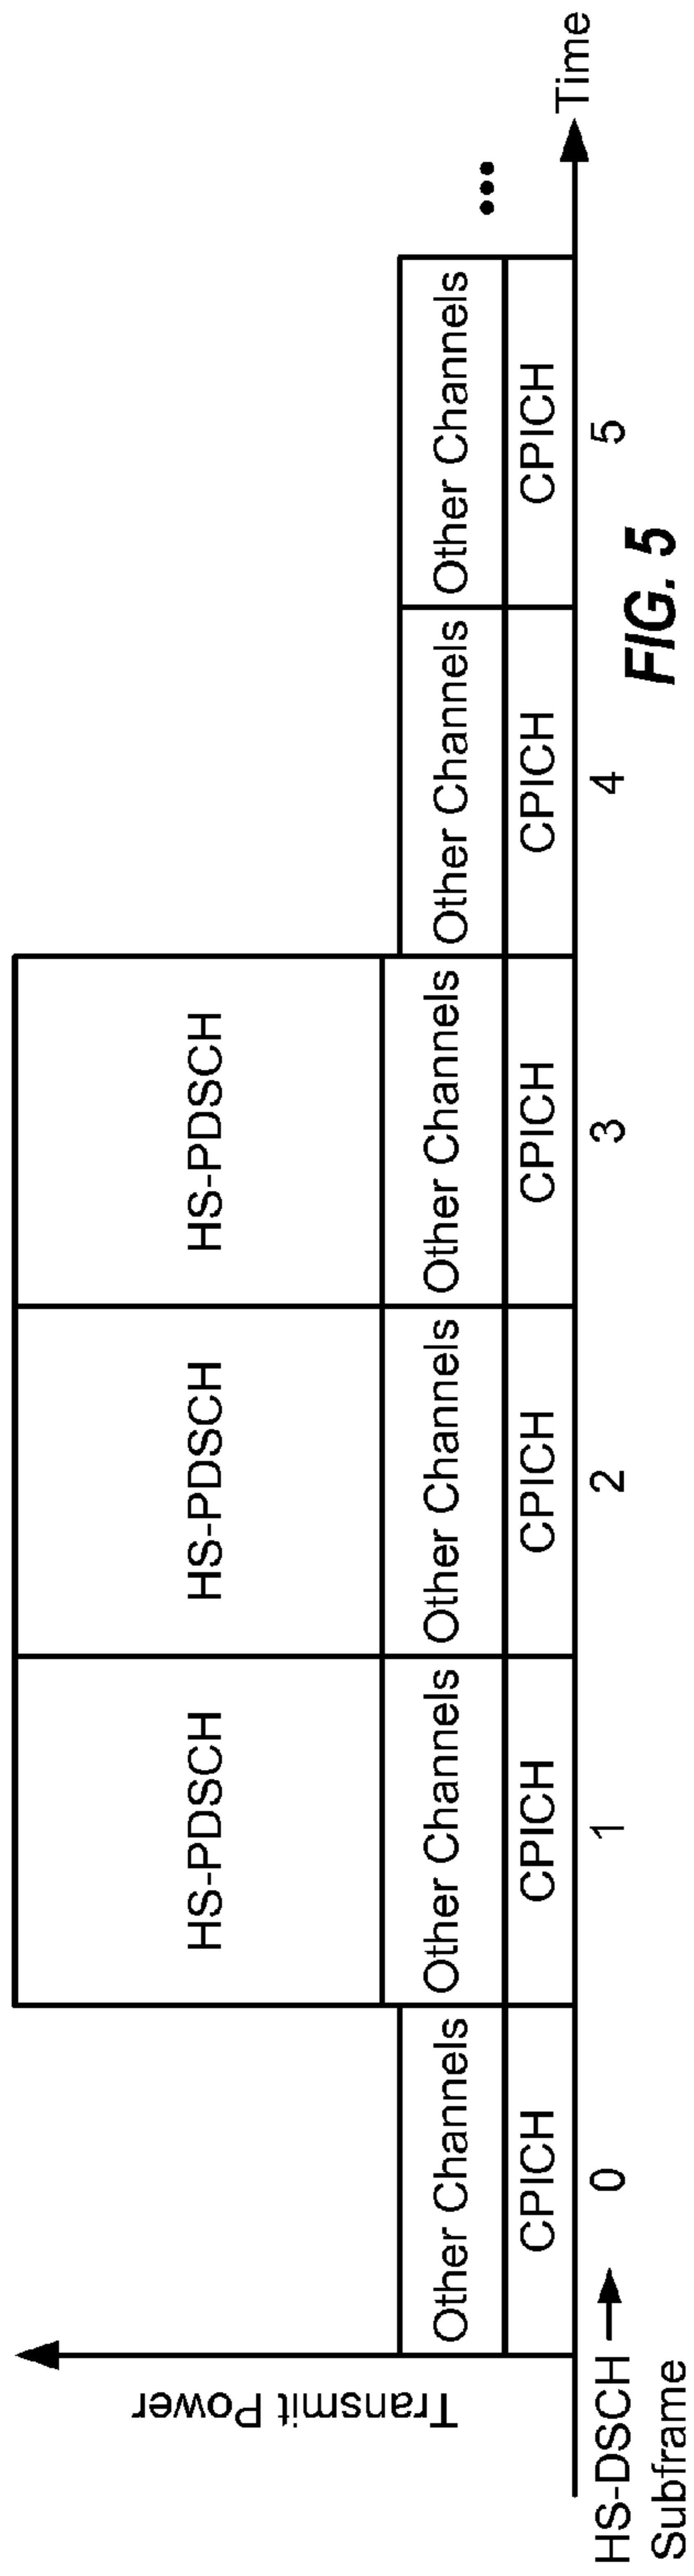 Transmit Power
HS-PDSCH HS-PDSCH HS-PDSCH
Other Channels Other Channels Other Channels Other Channels Other Channels Other Channels
CPICH CPICH CPICH CPICH CPICH CPICH
Time
HS-DSCH 0 1 2 3 4 5
Subframe
FIG. 5